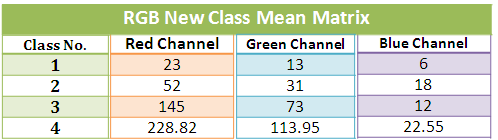 RGB New Class Mean Matrix
Class No. Red Channel Green Channel Blue Channel
1 23 13 6
2 52 31 18
3 145 73 12
4 228.82 113.95 22.55